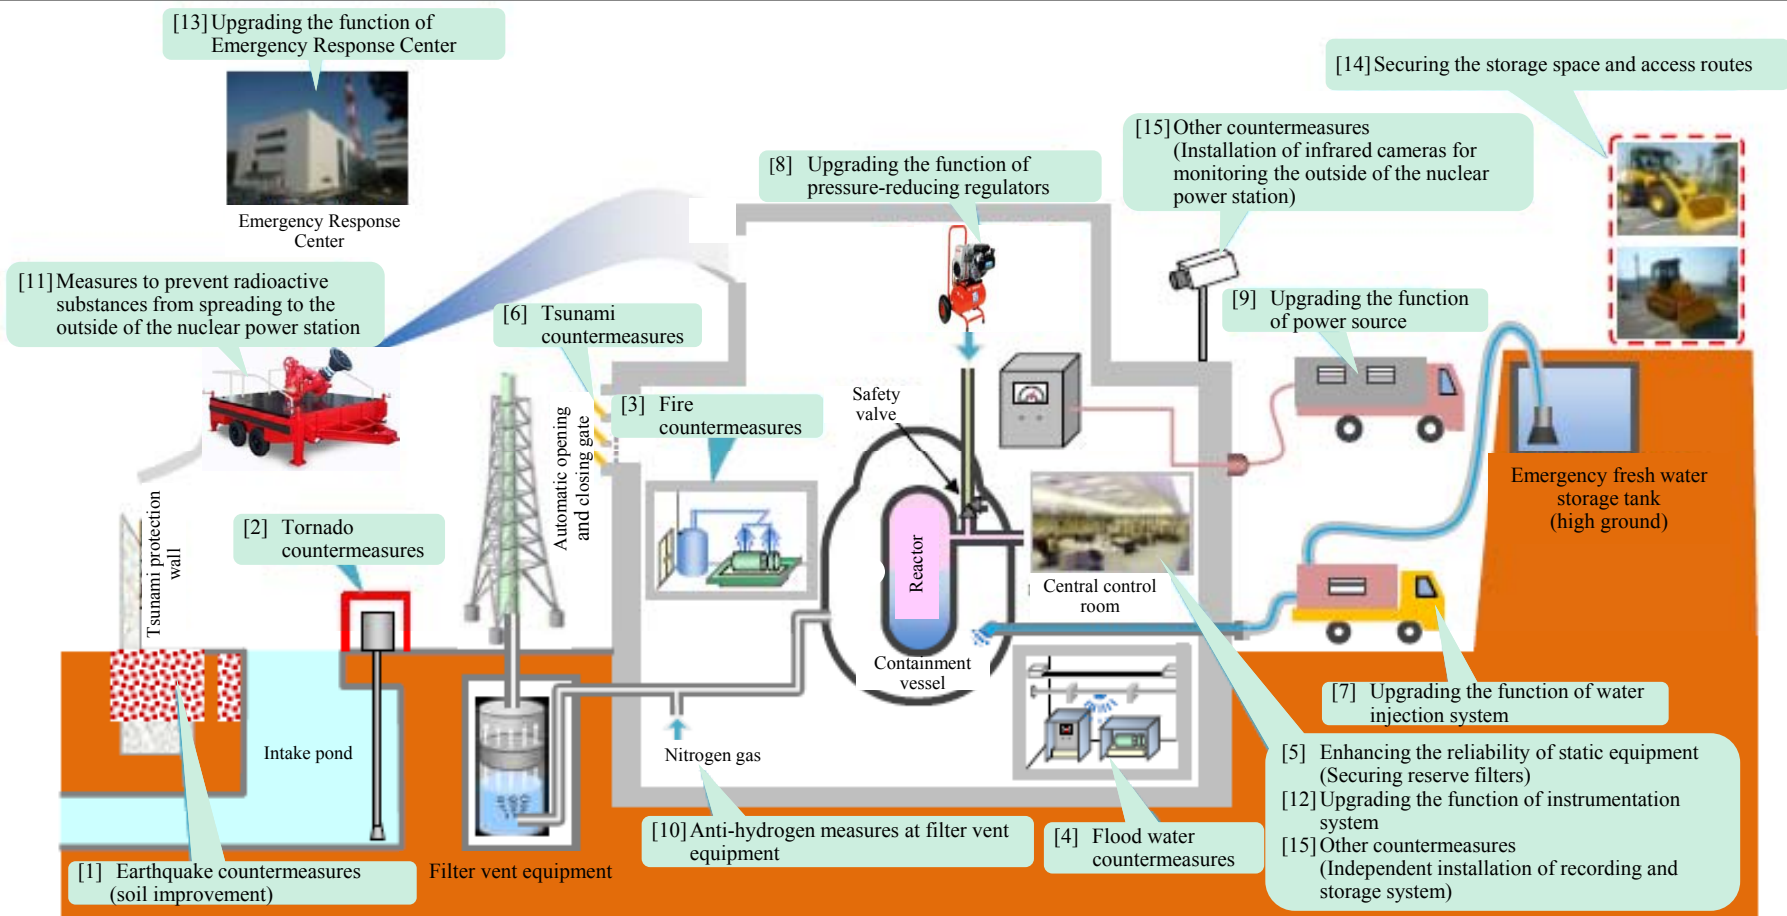 [13] Upgrading the function of
Emergency Response Center
Emergency Response
Center
[14] Securing the storage space and access routes
[15] Other countermeasures
(Installation of infrared cameras for
monitoring the outside of the nuclear
power station)
[8] Upgrading the function of
pressure-reducing regulators
[11] Measures to prevent radioactive
substances from spreading to the
outside of the nuclear power station
[6] Tsunami
countermeasures
[9] Upgrading the function
of power source
[3] Fire
countermeasures
Safety
valve
Automatic opening
and closing gate
Emergency fresh water
storage tank
(high ground)
[2] Tornado
countermeasures
Tsunami protection
wall
Reactor
Central control
room
Containment
vessel
[7] Upgrading the function of water
injection system
Intake pond
Nitrogen gas
[5] Enhancing the reliability of static equipment
(Securing reserve filters)
[12] Upgrading the function of instrumentation
system
[15] Other countermeasures
(Independent installation of recording and
storage system)
[10] Anti-hydrogen measures at filter vent
equipment
[4] Flood water
countermeasures
[1] Earthquake countermeasures
(soil improvement)
Filter vent equipment